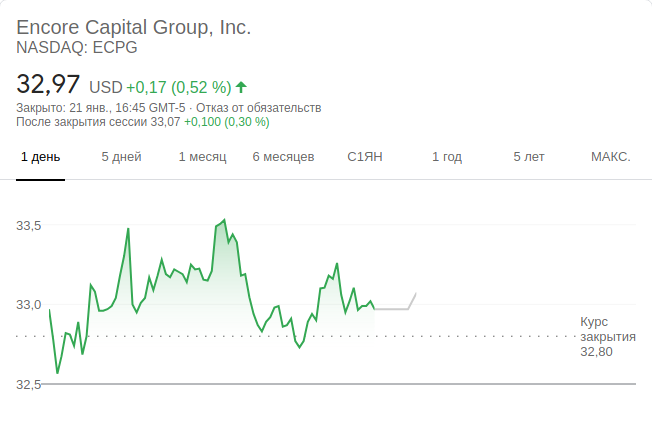 Encore Capital Group, Inc.
NASDAQ: ECPG
32,97 USD +0,17 (0,52 %)
Закрыто: 21 янв., 16:45 GMT-5 · Отказ от обязательств
После закрытия сессии 33,07 +0,100 (0,30 %)
1 день 5 дней 1 месяц 6 месяцев С1ЯН 1 год 5 лет МАКС.
33,5
33,0
Курс
закрытия
32,80
32,5